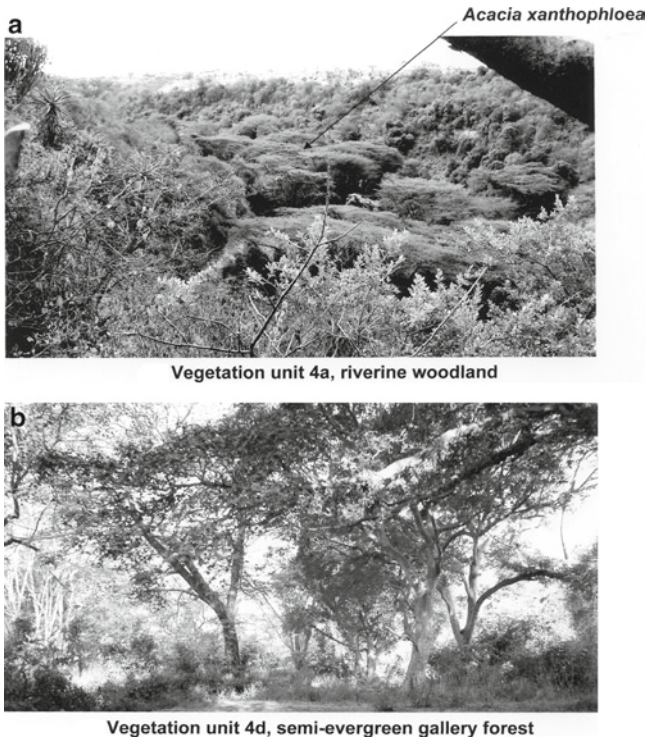 Acacia xanthophloea
a
Vegetation unit 4a, riverine woodland
b
Vegetation unit 4d, semi-evergreen gallery forest